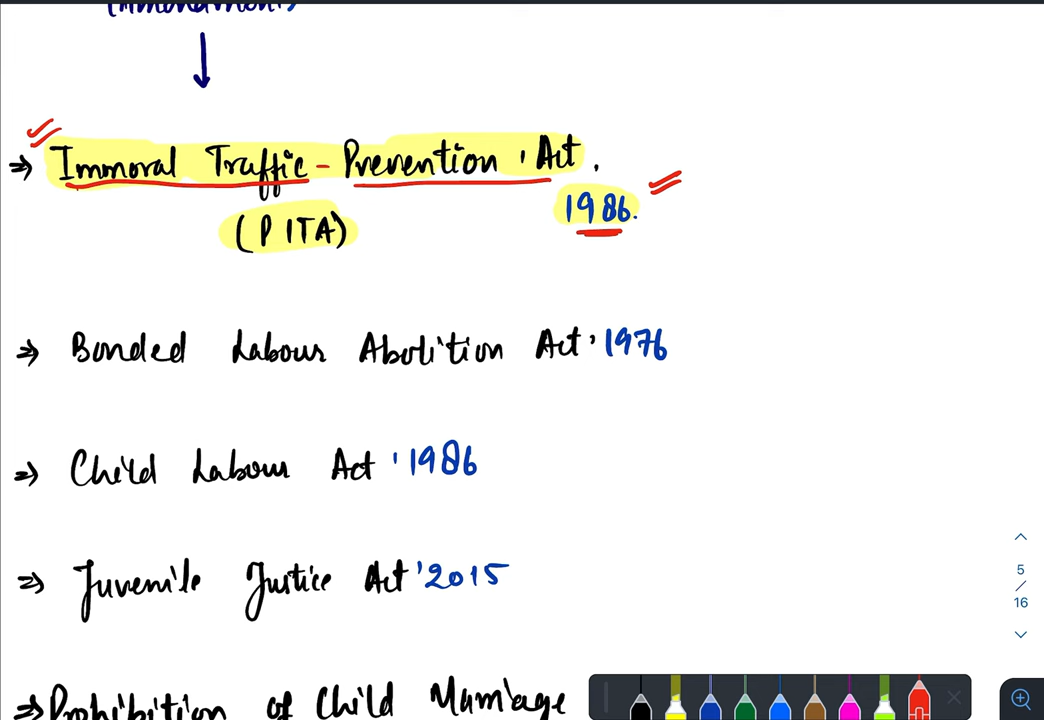 (Amendment)
⇒ Immoral Traffic - Prevention, Act.
1986.
(PITA)
⇒ Bonded Labour Abolition Act, 1976
⇒ Child Labour Act, 1986
⇒ Juvenile Justice Act, 2015
5
/
16
⇒ Prohibition of Child Marriage